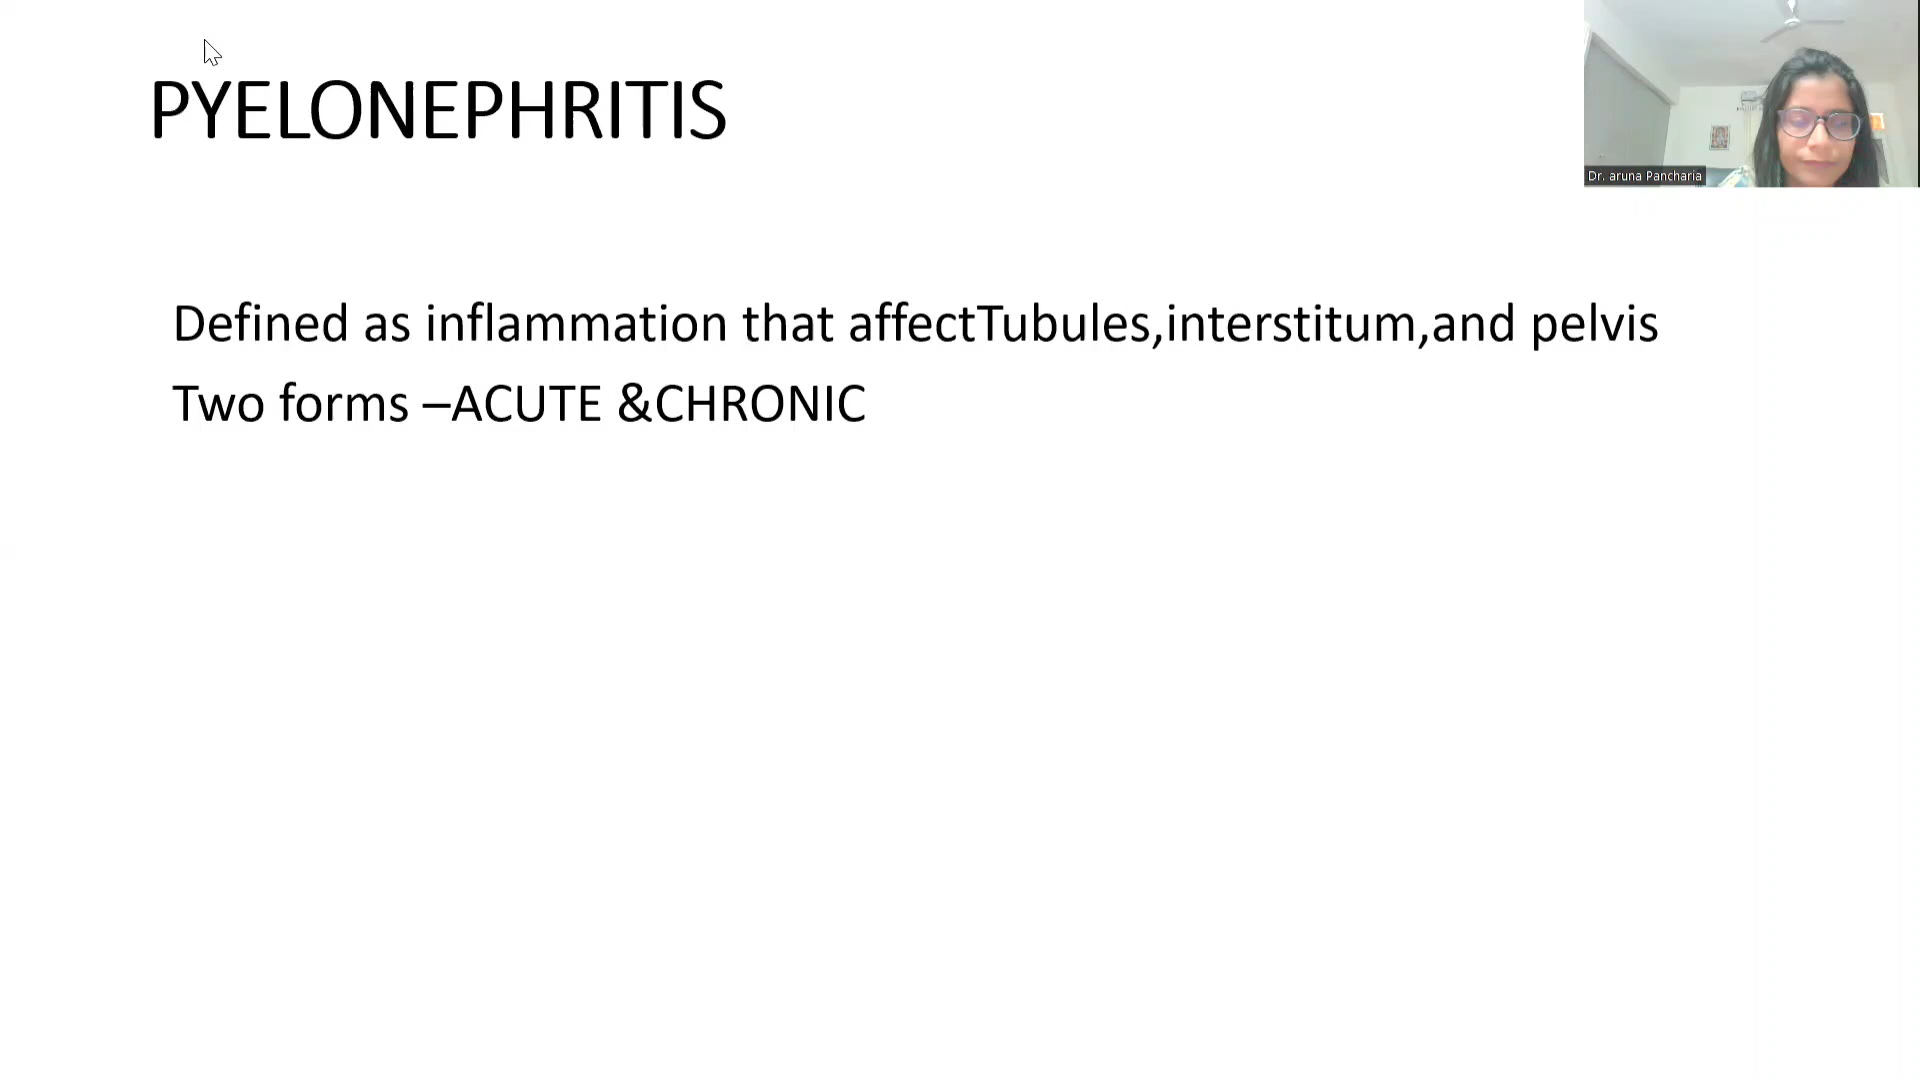 PYELONEPHRITIS
Dr. aruna Pancharia
Defined as inflammation that affectTubules,interstitum,and pelvis
Two forms –ACUTE &CHRONIC